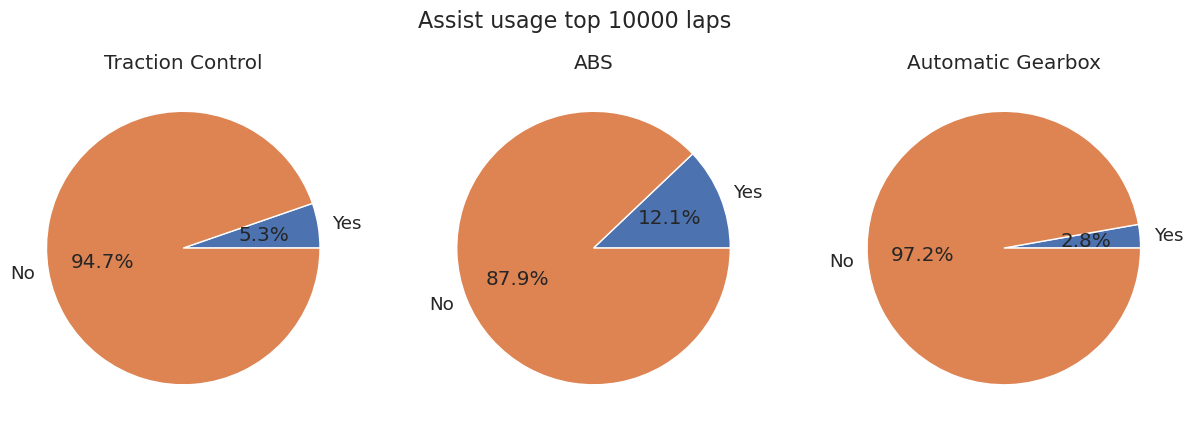 Assist usage top 10000 laps
Traction Control
Yes
5.3%
94.7%
No
ABS
Yes
12.1%
87.9%
No
Automatic Gearbox
Yes
2.8%
97.2%
No